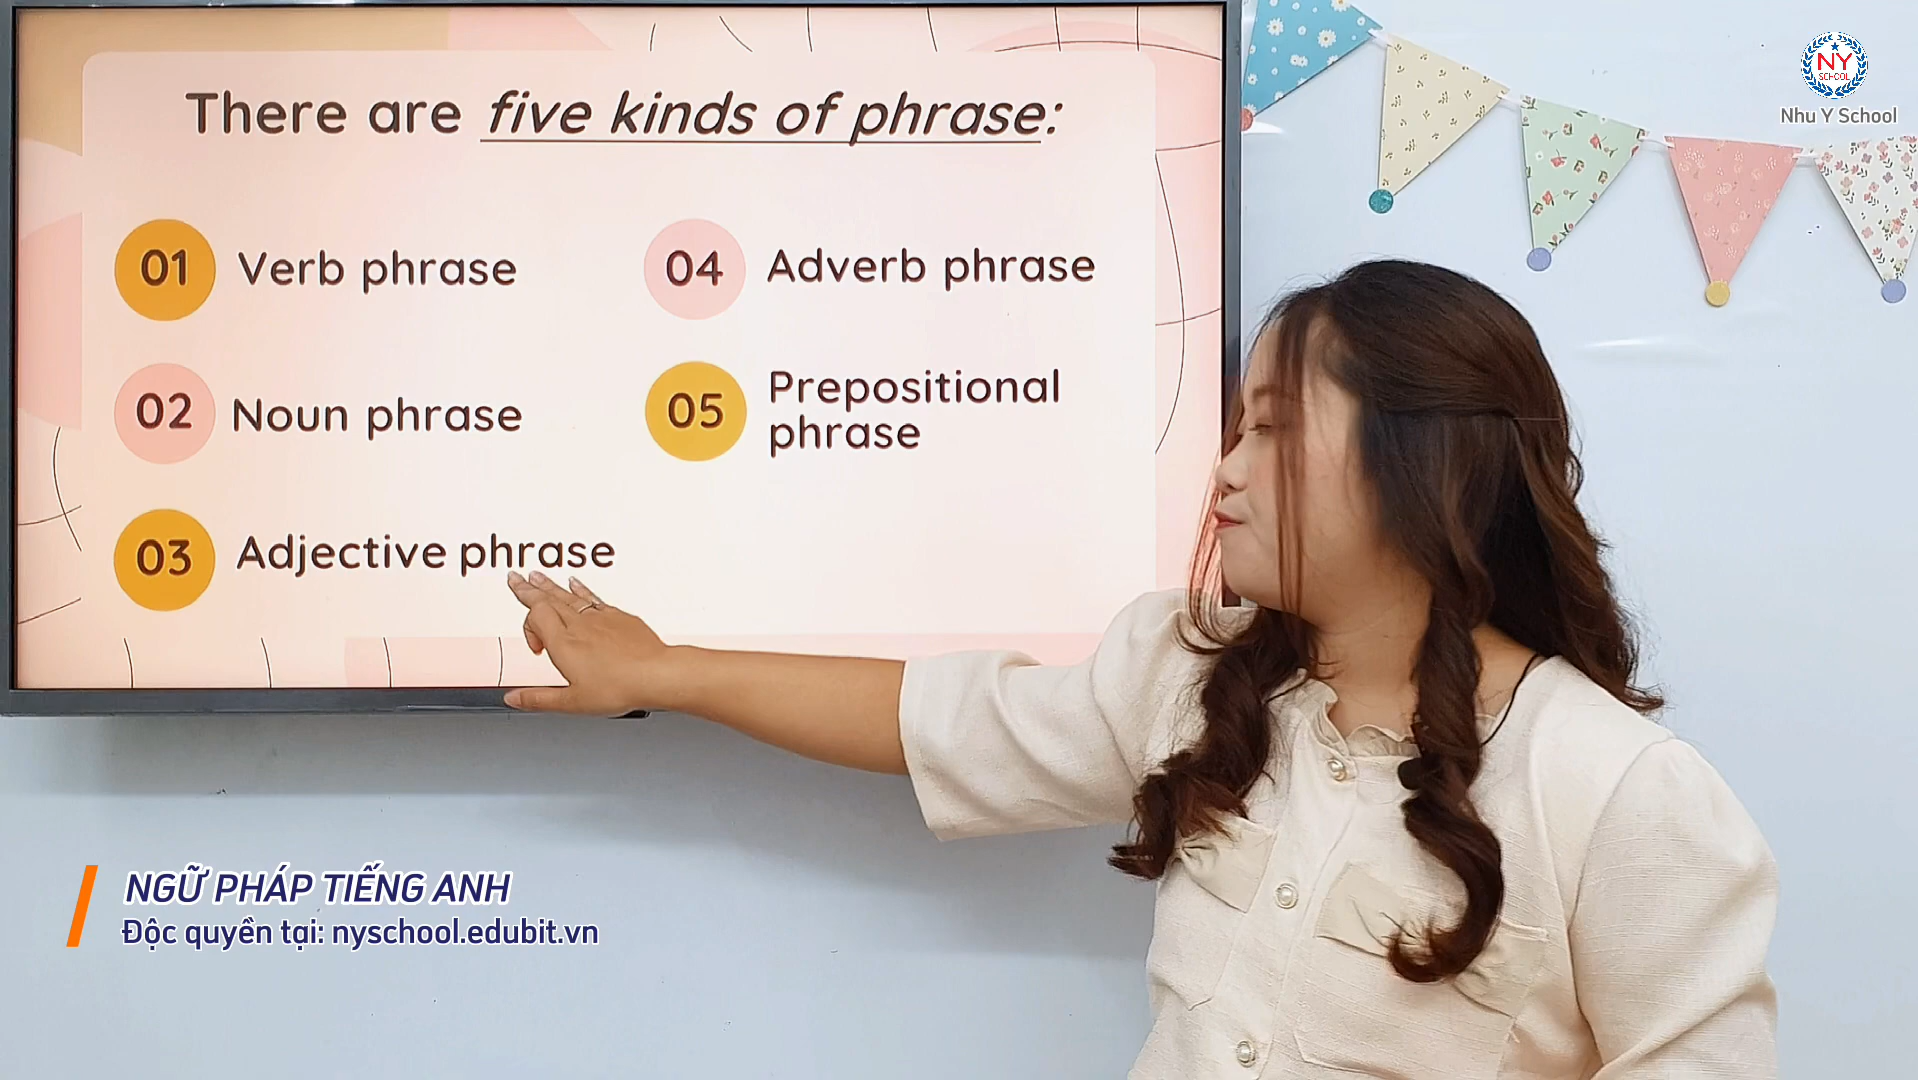 There are five kinds of phrase:
01 Verb phrase
02 Noun phrase
03 Adjective phrase
04 Adverb phrase
05 Prepositional
phrase
NY
SCHOOL
Nhu Y School
NGỮ PHÁP TIẾNG ANH
Độc quyền tại: nyschool.edubit.vn